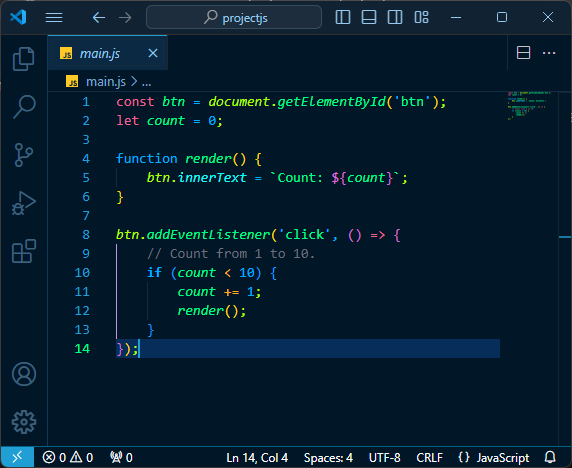 projectjs
JS main.js
JS main.js > ...
1 const btn = document.getElementById('btn');
2 let count = 0;
3
4 function render() {
5     btn.innerText = `Count: ${count}`;
6 }
7
8 btn.addEventListener('click', () => {
9     // Count from 1 to 10.
10     if (count < 10) {
11         count += 1;
12         render();
13     }
14 });
0 0 0 Ln 14, Col 4 Spaces: 4 UTF-8 CRLF {} JavaScript